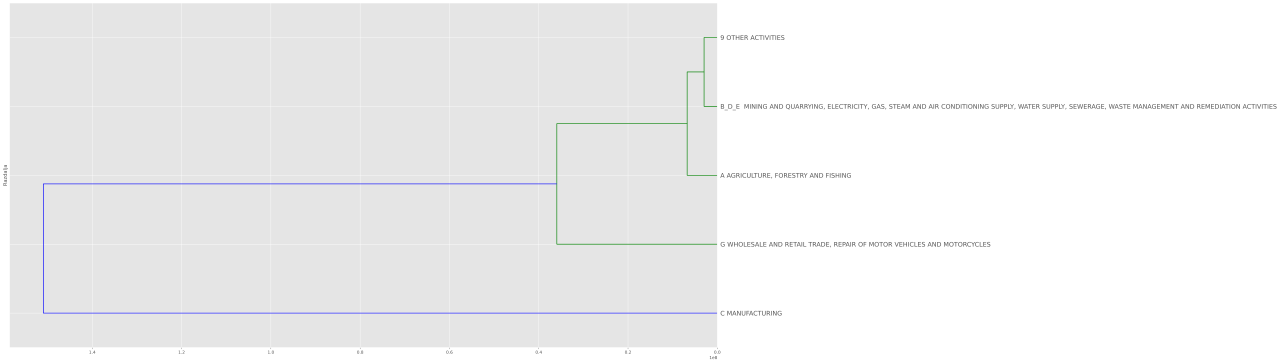 9 OTHER ACTIVITIES
B_D_E  MINING AND QUARRYING, ELECTRICITY, GAS, STEAM AND AIR CONDITIONING SUPPLY, WATER SUPPLY, SEWERAGE, WASTE MANAGEMENT AND REMEDIATION ACTIVITIES
A AGRICULTURE, FORESTRY AND FISHING
Razdalja
G WHOLESALE AND RETAIL TRADE, REPAIR OF MOTOR VEHICLES AND MOTORCYCLES
C MANUFACTURING
1.4 1.2 1.0 0.8 0.6 0.4 0.2 0.0
1e8